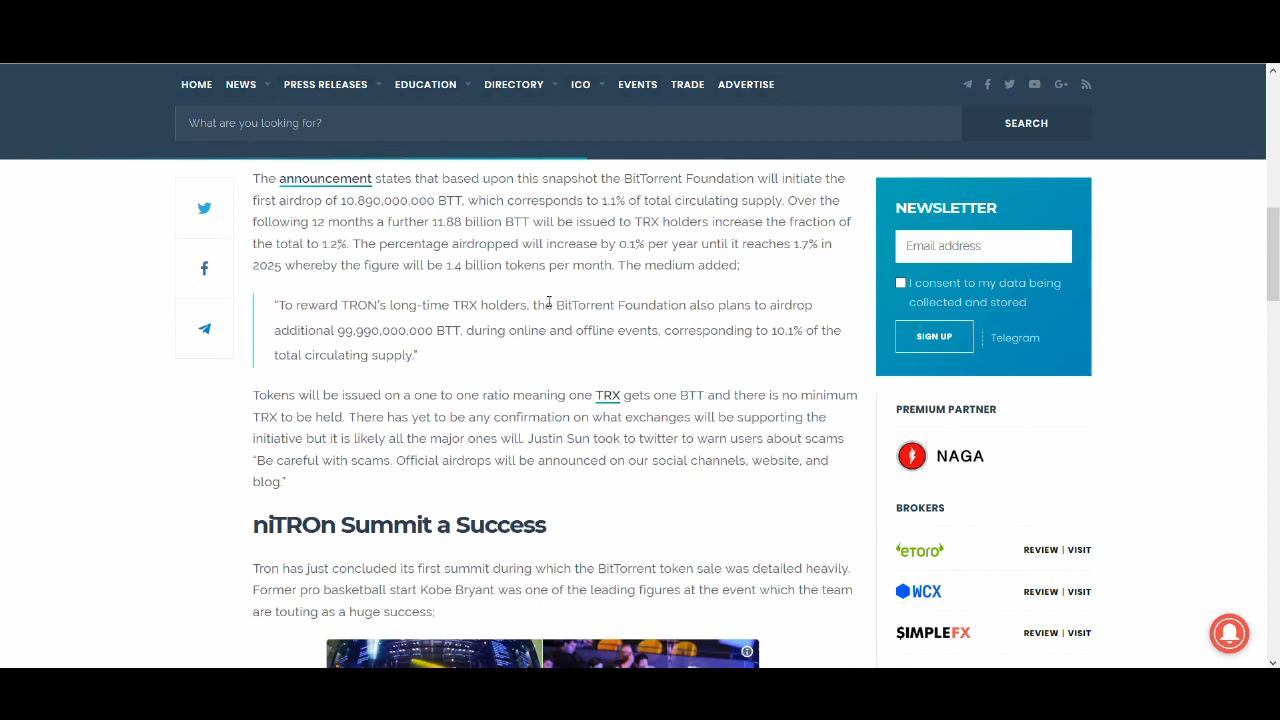 HOME NEWS PRESS RELEASES EDUCATION DIRECTORY ICO EVENTS TRADE ADVERTISE
What are you looking for? SEARCH
The announcement states that based upon this snapshot the BitTorrent Foundation will initiate the
first airdrop of 10,890,000,000 BTT, which corresponds to 1.1% of total circulating supply. Over the
following 12 months a further 11.88 billion BTT will be issued to TRX holders increase the fraction of
the total to 1.2%. The percentage airdropped will increase by 0.1% per year until it reaches 1.7% in
2025 whereby the figure will be 1.4 billion tokens per month. The medium added;
“To reward TRON’s long-time TRX holders, the BitTorrent Foundation also plans to airdrop
additional 99,990,000,000 BTT, during online and offline events, corresponding to 10.1% of the
total circulating supply.”
Tokens will be issued on a one to one ratio meaning one TRX gets one BTT and there is no minimum
TRX to be held. There has yet to be any confirmation on what exchanges will be supporting the
initiative but it is likely all the major ones will. Justin Sun took to twitter to warn users about scams
“Be careful with scams. Official airdrops will be announced on our social channels, website, and
blog.”
niTROn Summit a Success
Tron has just concluded its first summit during which the BitTorrent token sale was detailed heavily.
Former pro basketball start Kobe Bryant was one of the leading figures at the event which the team
are touting as a huge success;
NEWSLETTER
Email address
I consent to my data being
collected and stored
SIGN UP Telegram
PREMIUM PARTNER
NAGA
BROKERS
eToro REVIEW | VISIT
WCX REVIEW | VISIT
$IMPLEFX REVIEW | VISIT